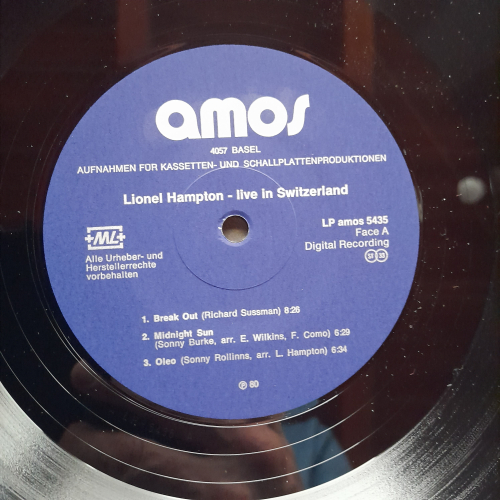 amos
4057 BASEL
AUFNAHMEN FÜR KASSETTEN- UND SCHALLPLATTENPRODUKTIONEN
Lionel Hampton - live in Switzerland
LP amos 5435
Face A
Digital Recording
ST 33
+ML+
Alle Urheber- und
Herstellerrechte
vorbehalten
1. Break Out (Richard Sussman) 8:26
2. Midnight Sun
(Sonny Burke, arr. E. Wilkins, F. Como) 6:29
3. Oleo (Sonny Rollinns, arr. L. Hampton) 6:34
℗ 80